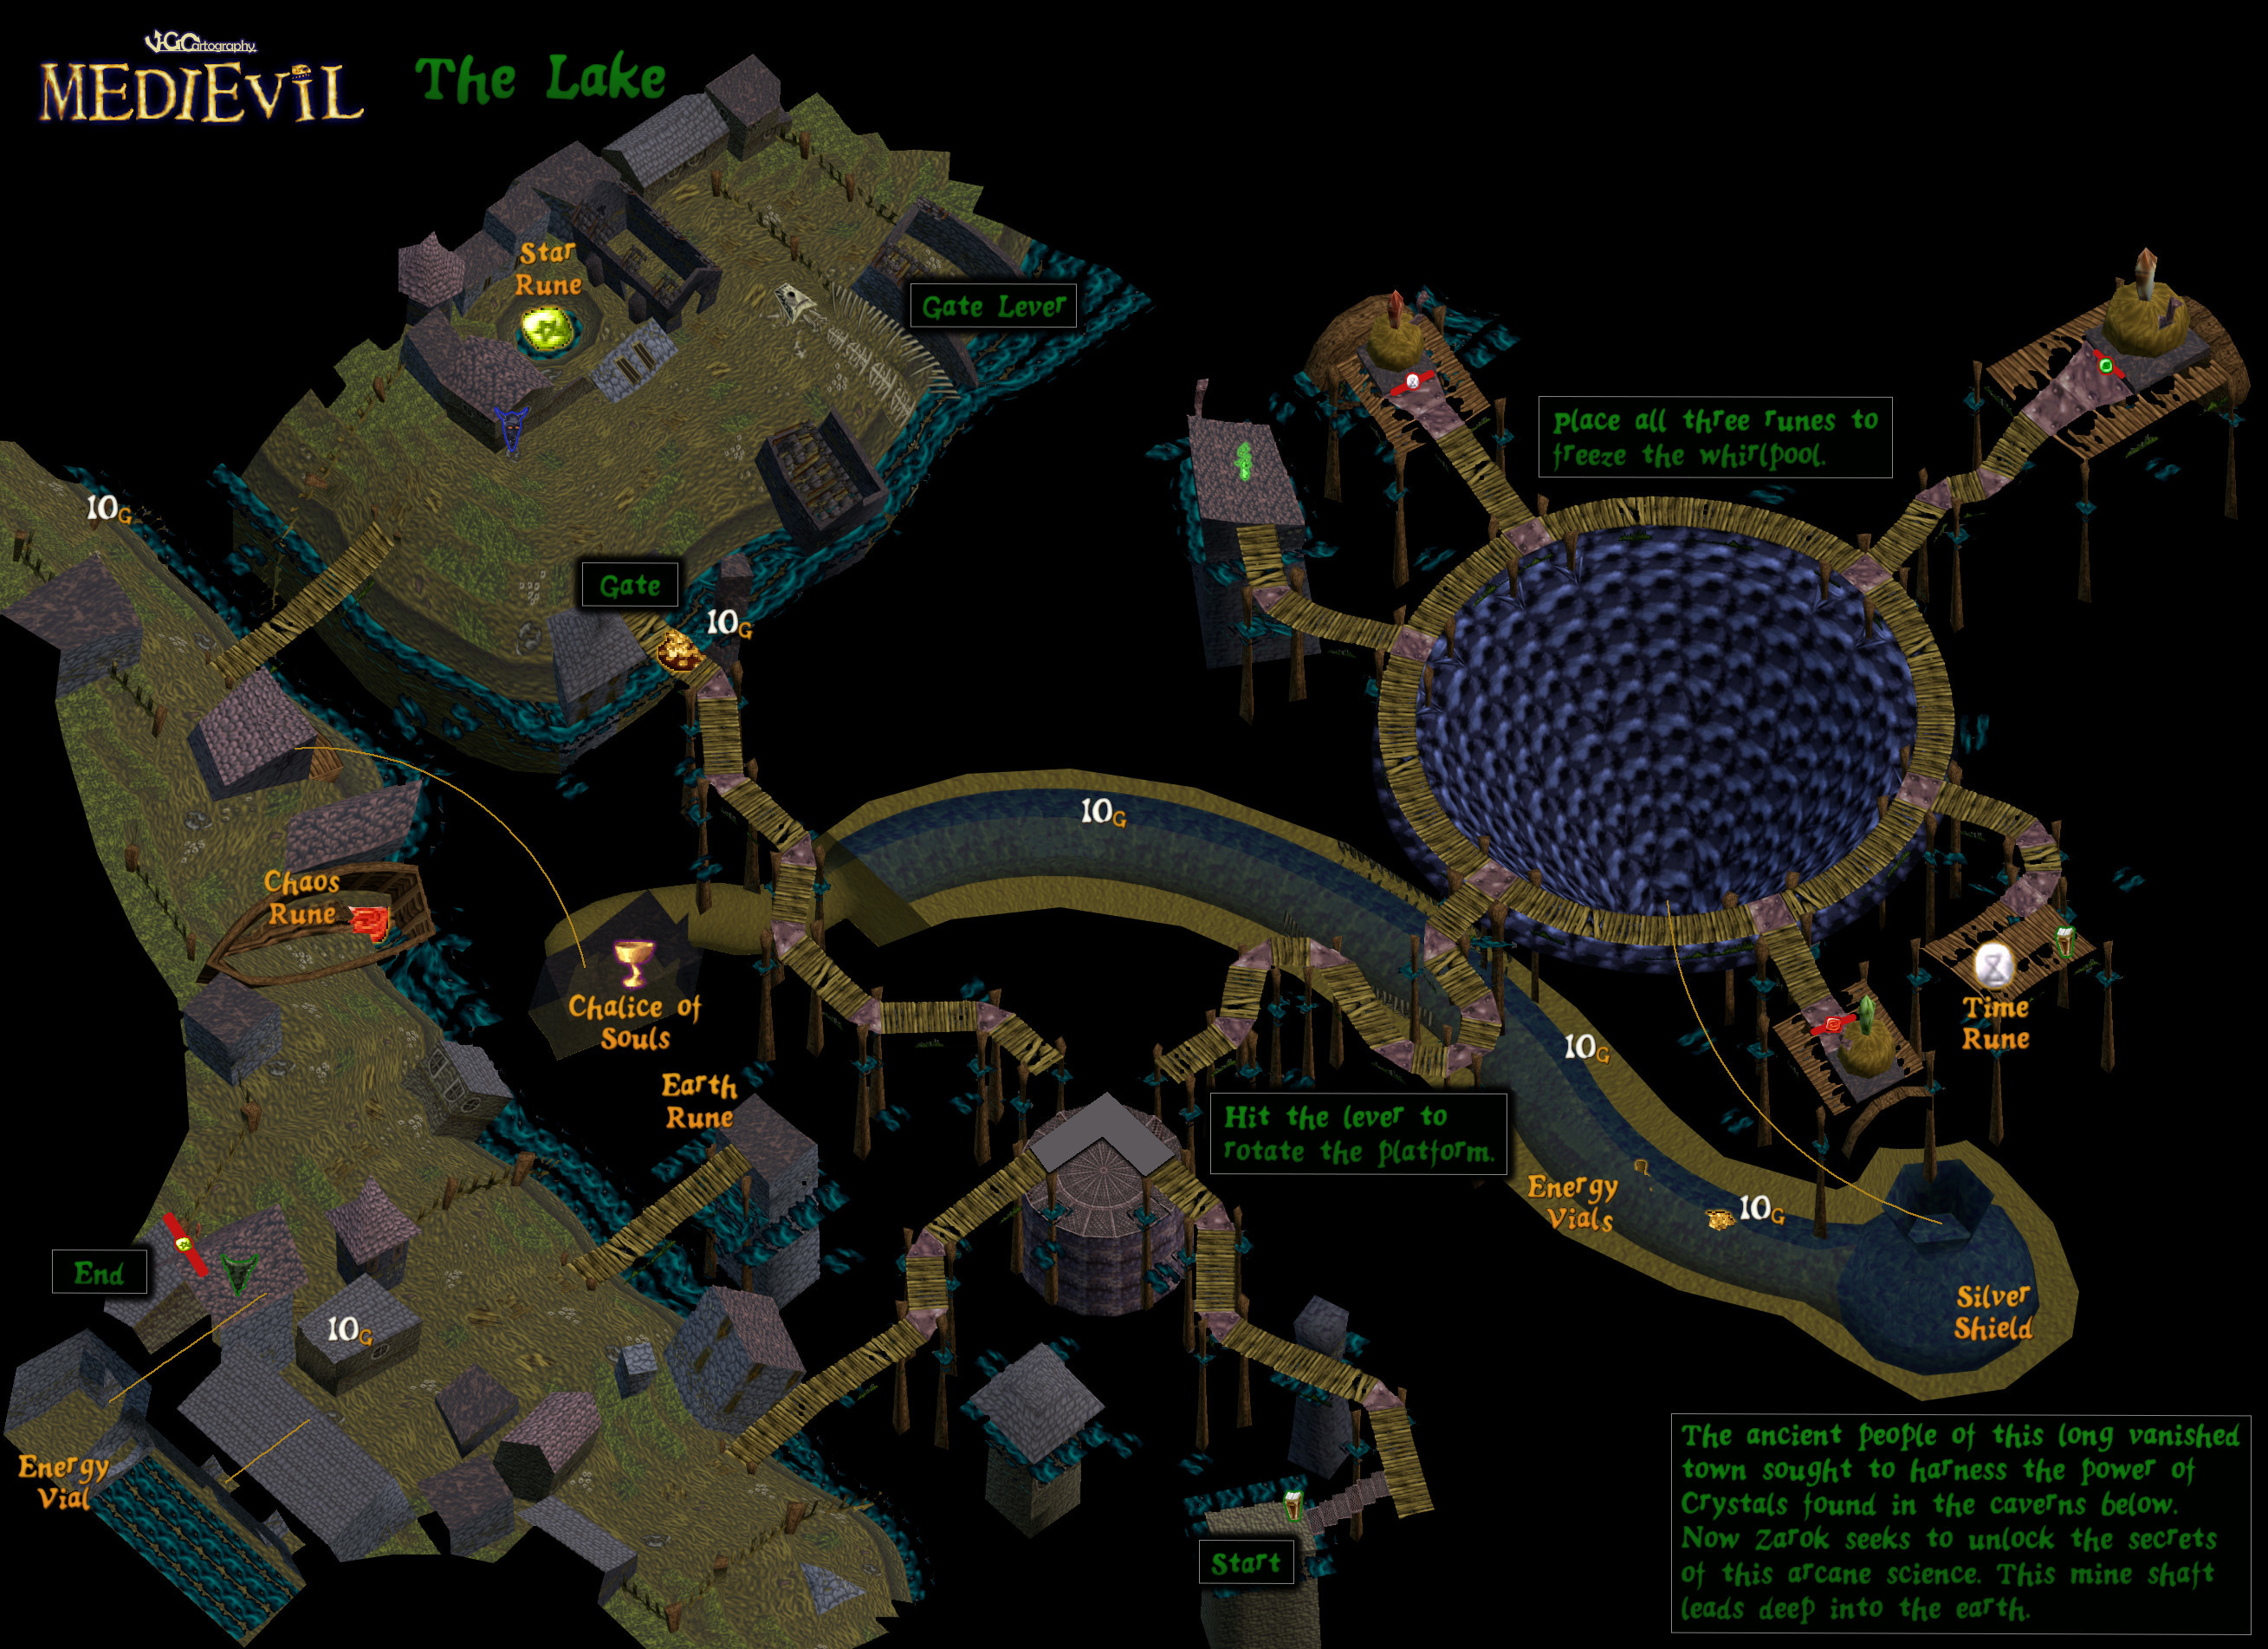 VGCartography
MEDIEVIL
The Lake
Star
Rune
Gate Lever
Place all three runes to
freeze the whirlpool.
10G
Gate
10G
10G
Chaos
Rune
Time
Rune
Chalice of
Souls
10G
Earth
Rune
Hit the lever to
rotate the platform.
Energy
Vials
10G
End
10G
Silver
Shield
Energy
Vial
Start
The ancient people of this long vanished
town sought to harness the power of
Crystals found in the caverns below.
Now Zarok seeks to unlock the secrets
of this arcane science. This mine shaft
leads deep into the earth.